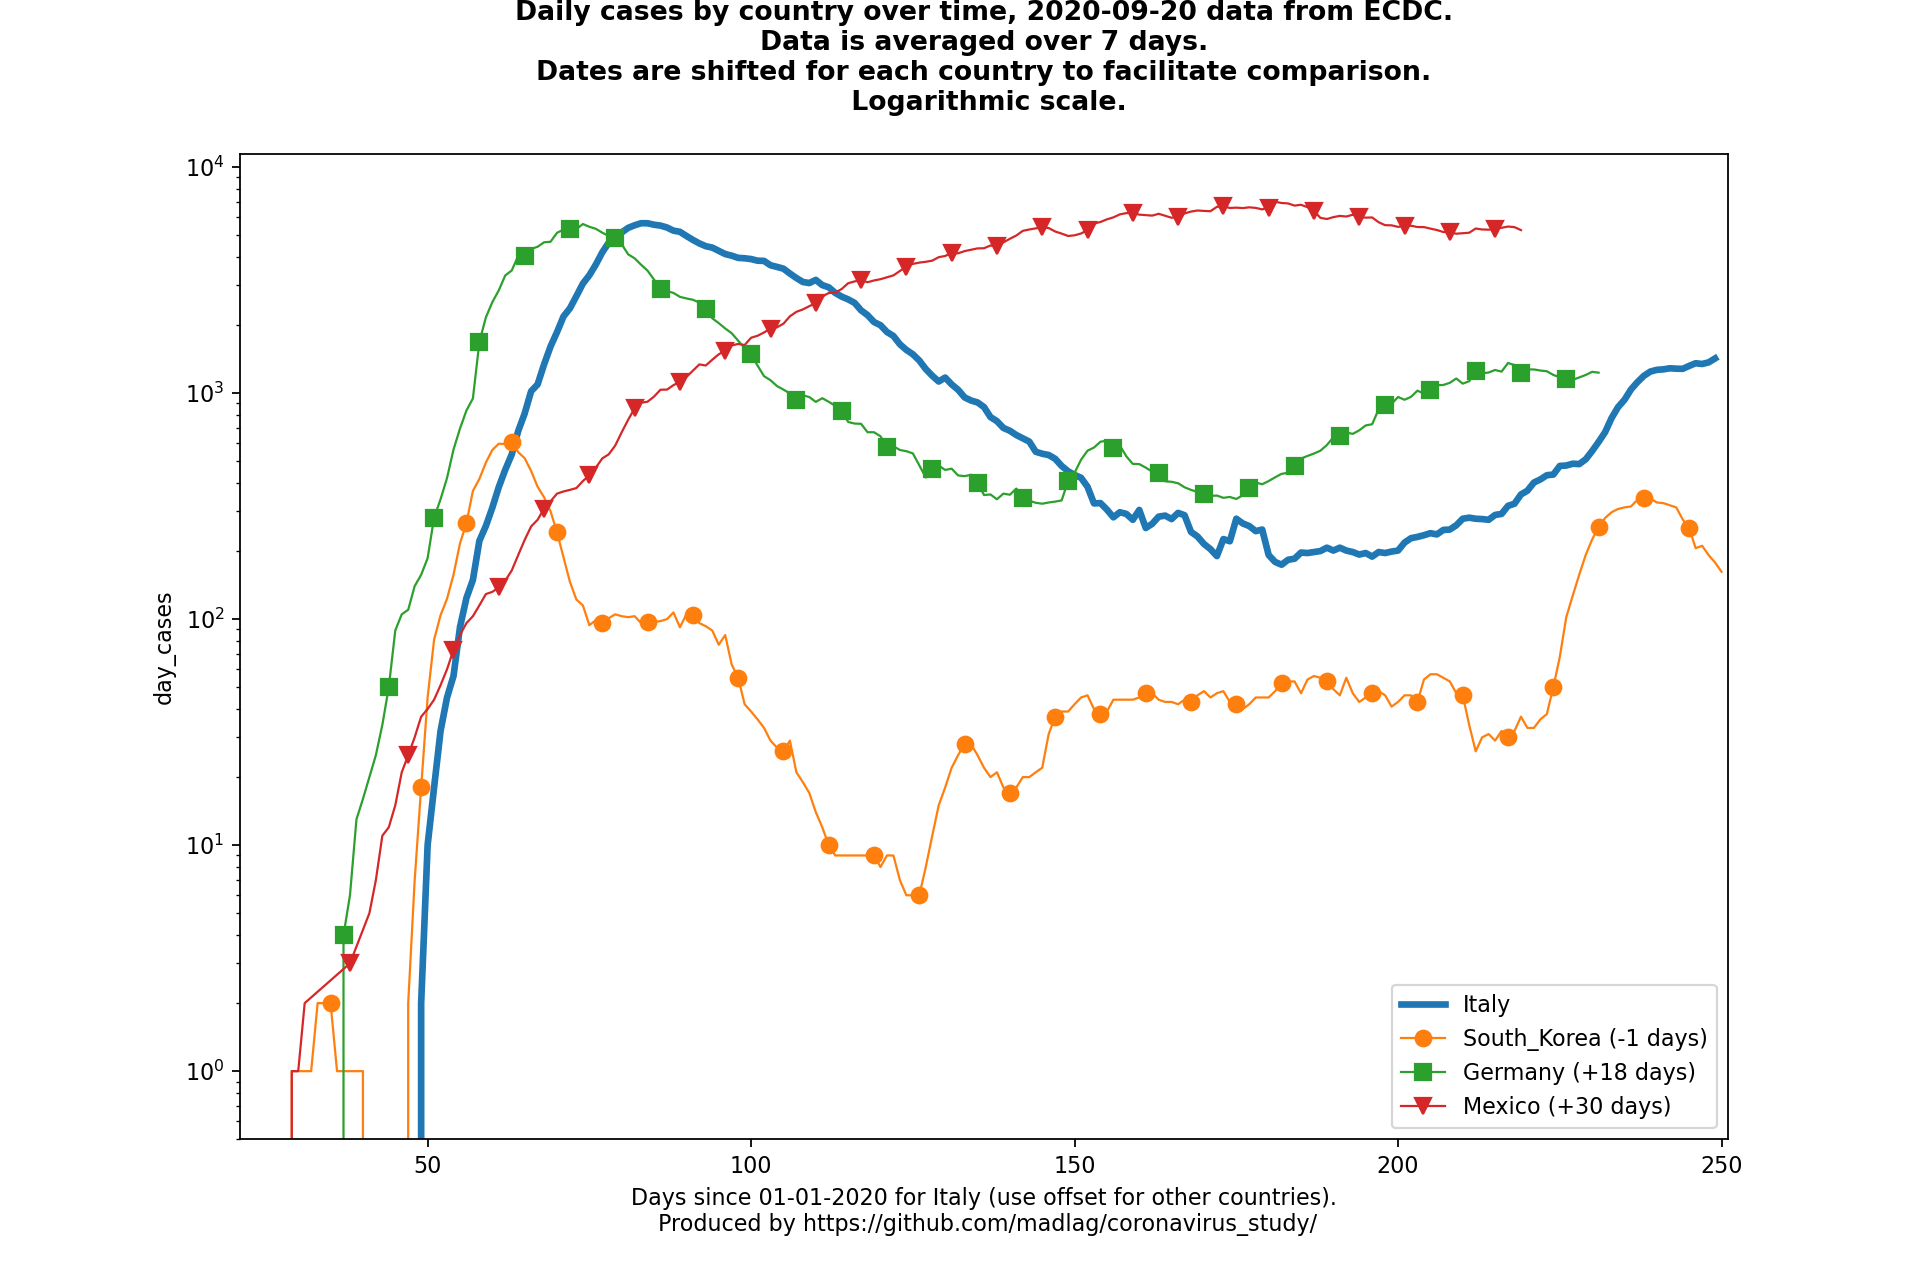 Daily cases by country over time, 2020-09-20 data from ECDC.
Data is averaged over 7 days.
Dates are shifted for each country to facilitate comparison.
Logarithmic scale.
10⁴
10³
10²
10¹
10⁰
day_cases
Italy
South_Korea (-1 days)
Germany (+18 days)
Mexico (+30 days)
50 100 150 200 250
Days since 01-01-2020 for Italy (use offset for other countries).
Produced by https://github.com/madlag/coronavirus_study/